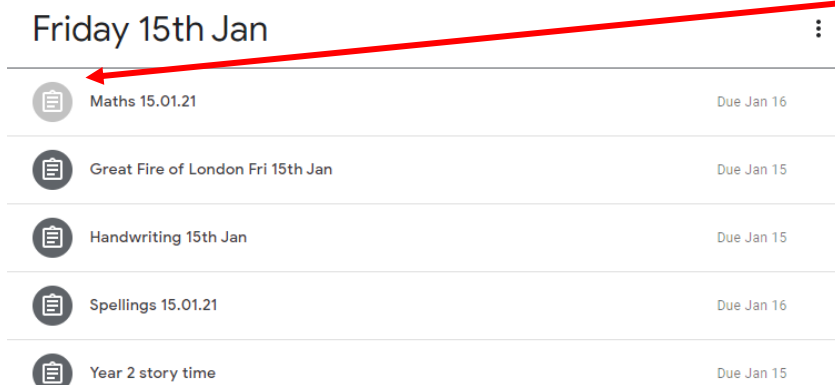 Friday 15th Jan
Maths 15.01.21 Due Jan 16
Great Fire of London Fri 15th Jan Due Jan 15
Handwriting 15th Jan Due Jan 15
Spellings 15.01.21 Due Jan 16
Year 2 story time Due Jan 15